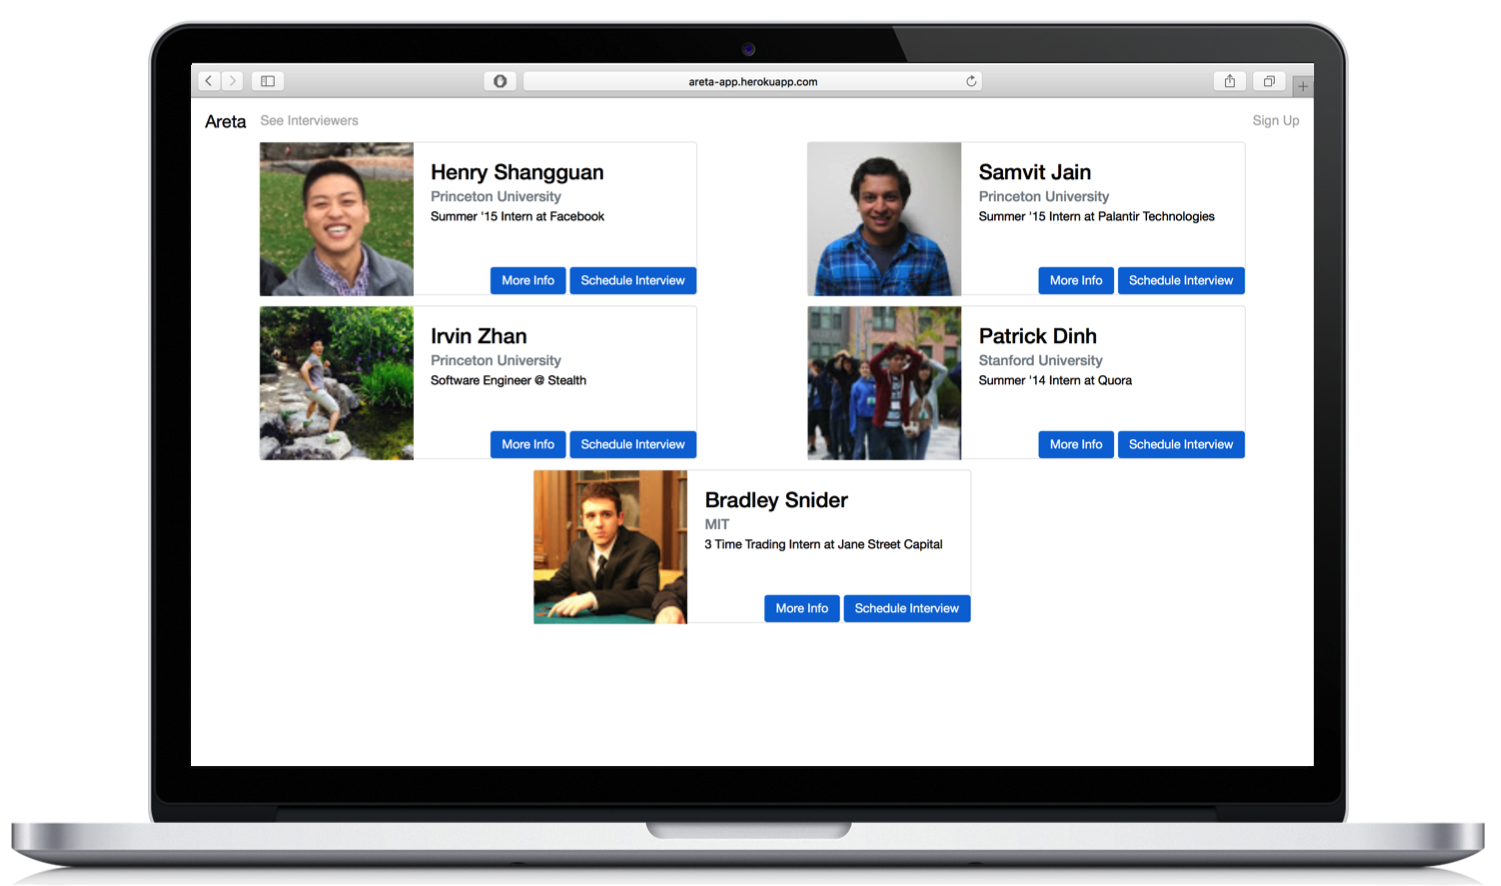 areta-app.herokuapp.com
Areta See Interviewers Sign Up
Henry Shangguan
Princeton University
Summer '15 Intern at Facebook
More Info Schedule Interview
Samvit Jain
Princeton University
Summer '15 Intern at Palantir Technologies
More Info Schedule Interview
Irvin Zhan
Princeton University
Software Engineer @ Stealth
More Info Schedule Interview
Patrick Dinh
Stanford University
Summer '14 Intern at Quora
More Info Schedule Interview
Bradley Snider
MIT
3 Time Trading Intern at Jane Street Capital
More Info Schedule Interview